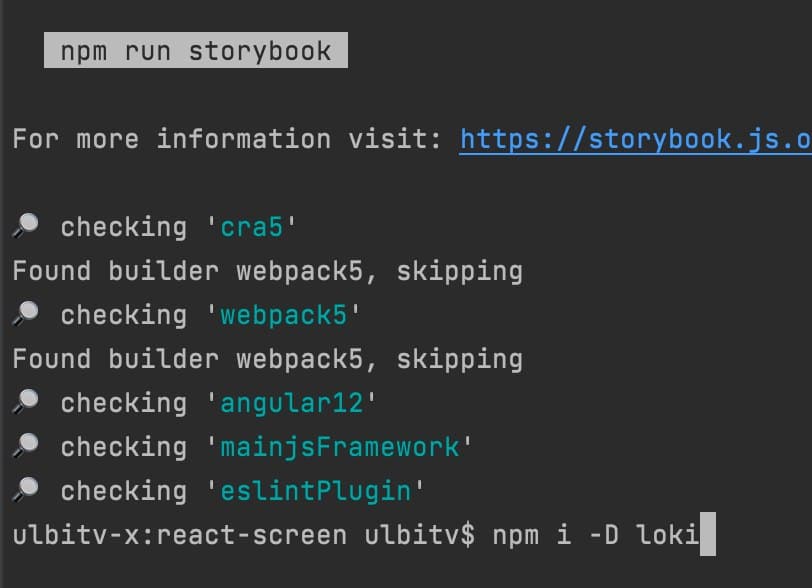 npm run storybook
For more information visit: https://storybook.js.o
checking 'cra5'
Found builder webpack5, skipping
checking 'webpack5'
Found builder webpack5, skipping
checking 'angular12'
checking 'mainjsFramework'
checking 'eslintPlugin'
ulbitv-x:react-screen ulbitv$ npm i -D loki